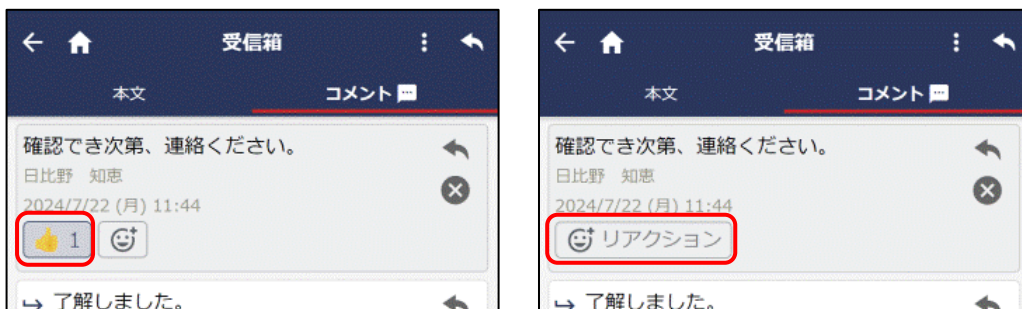 受信箱
本文
コメント
確認でき次第、連絡ください。
日比野　知恵
2024/7/22 (月) 11:44
1
了解しました。
受信箱
本文
コメント
確認でき次第、連絡ください。
日比野　知恵
2024/7/22 (月) 11:44
リアクション
了解しました。